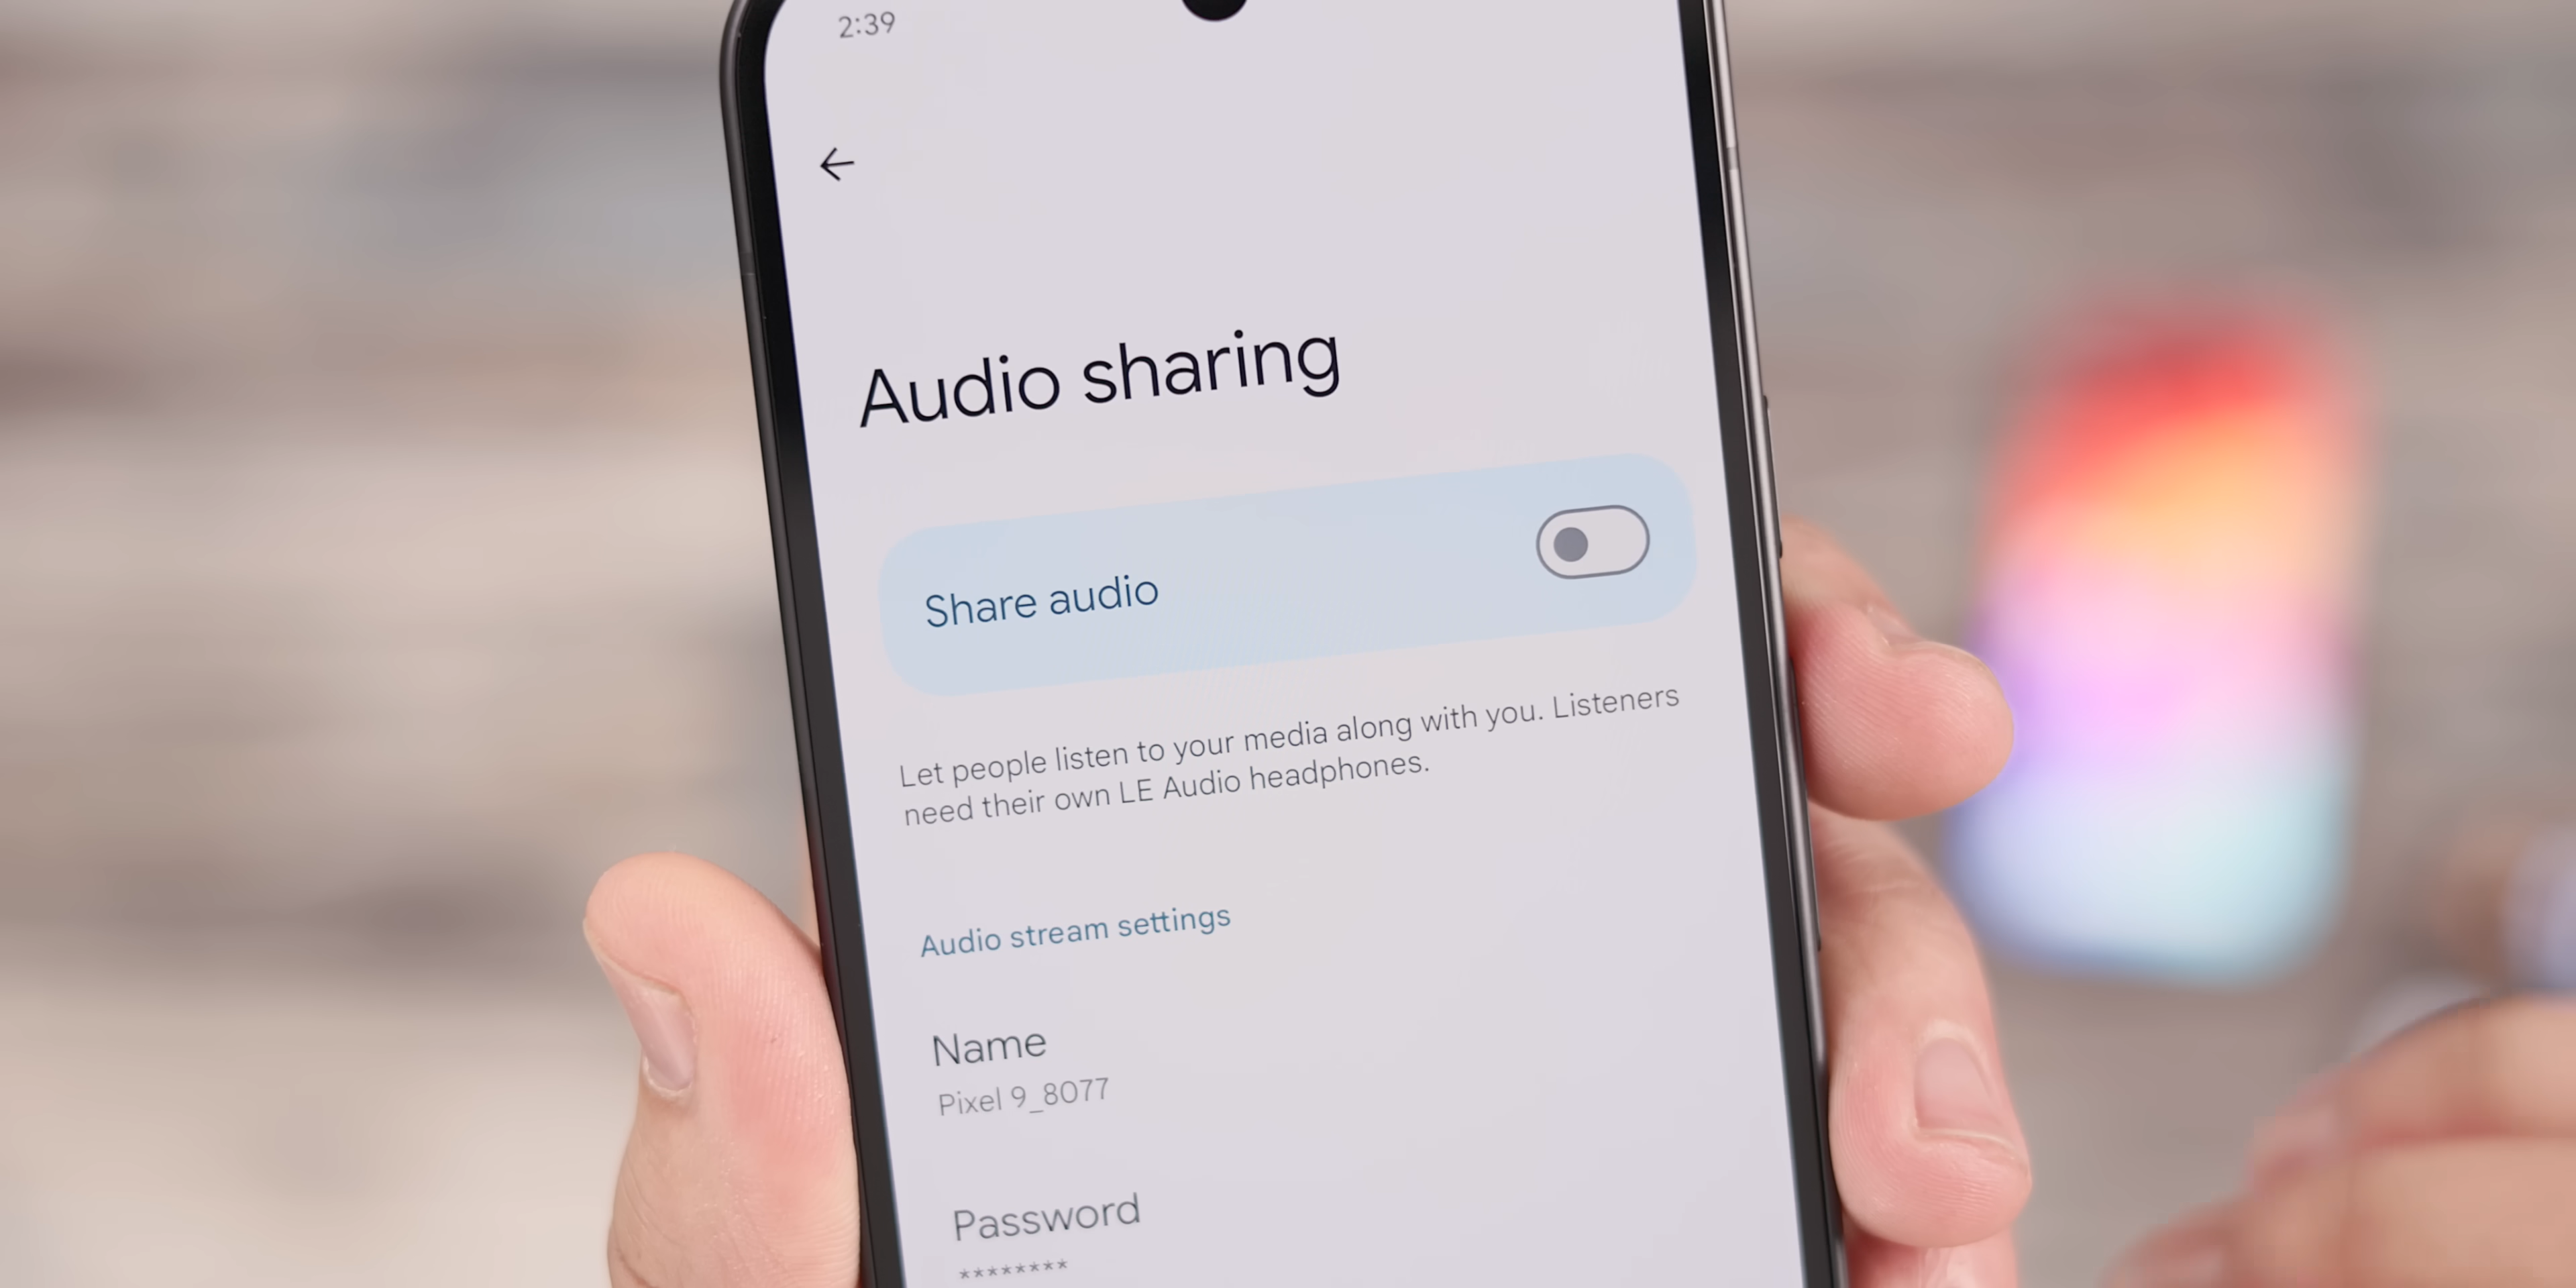 2:39
Audio sharing
Share audio
Let people listen to your media along with you. Listeners
need their own LE Audio headphones.
Audio stream settings
Name
Pixel 9_8077
Password
********